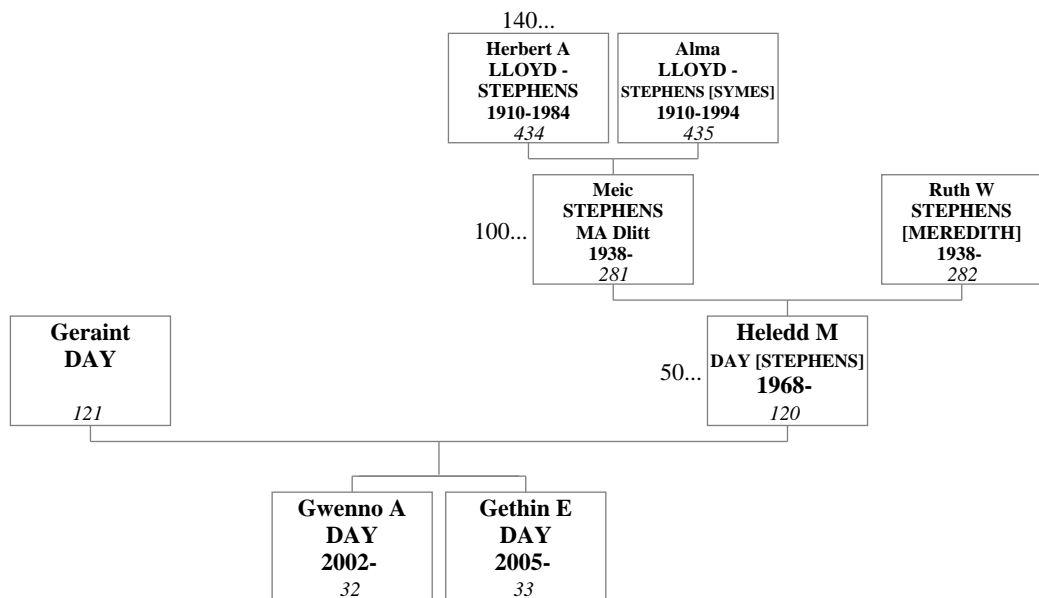 140...
Herbert A
LLOYD -
STEPHENS
1910-1984
434
Alma
LLOYD -
STEPHENS [SYMES]
1910-1994
435
100...
Meic
STEPHENS
MA Dlitt
1938-
281
Ruth W
STEPHENS
[MEREDITH]
1938-
282
Geraint
DAY
121
50...
Heledd M
DAY [STEPHENS]
1968-
120
Gwenno A
DAY
2002-
32
Gethin E
DAY
2005-
33